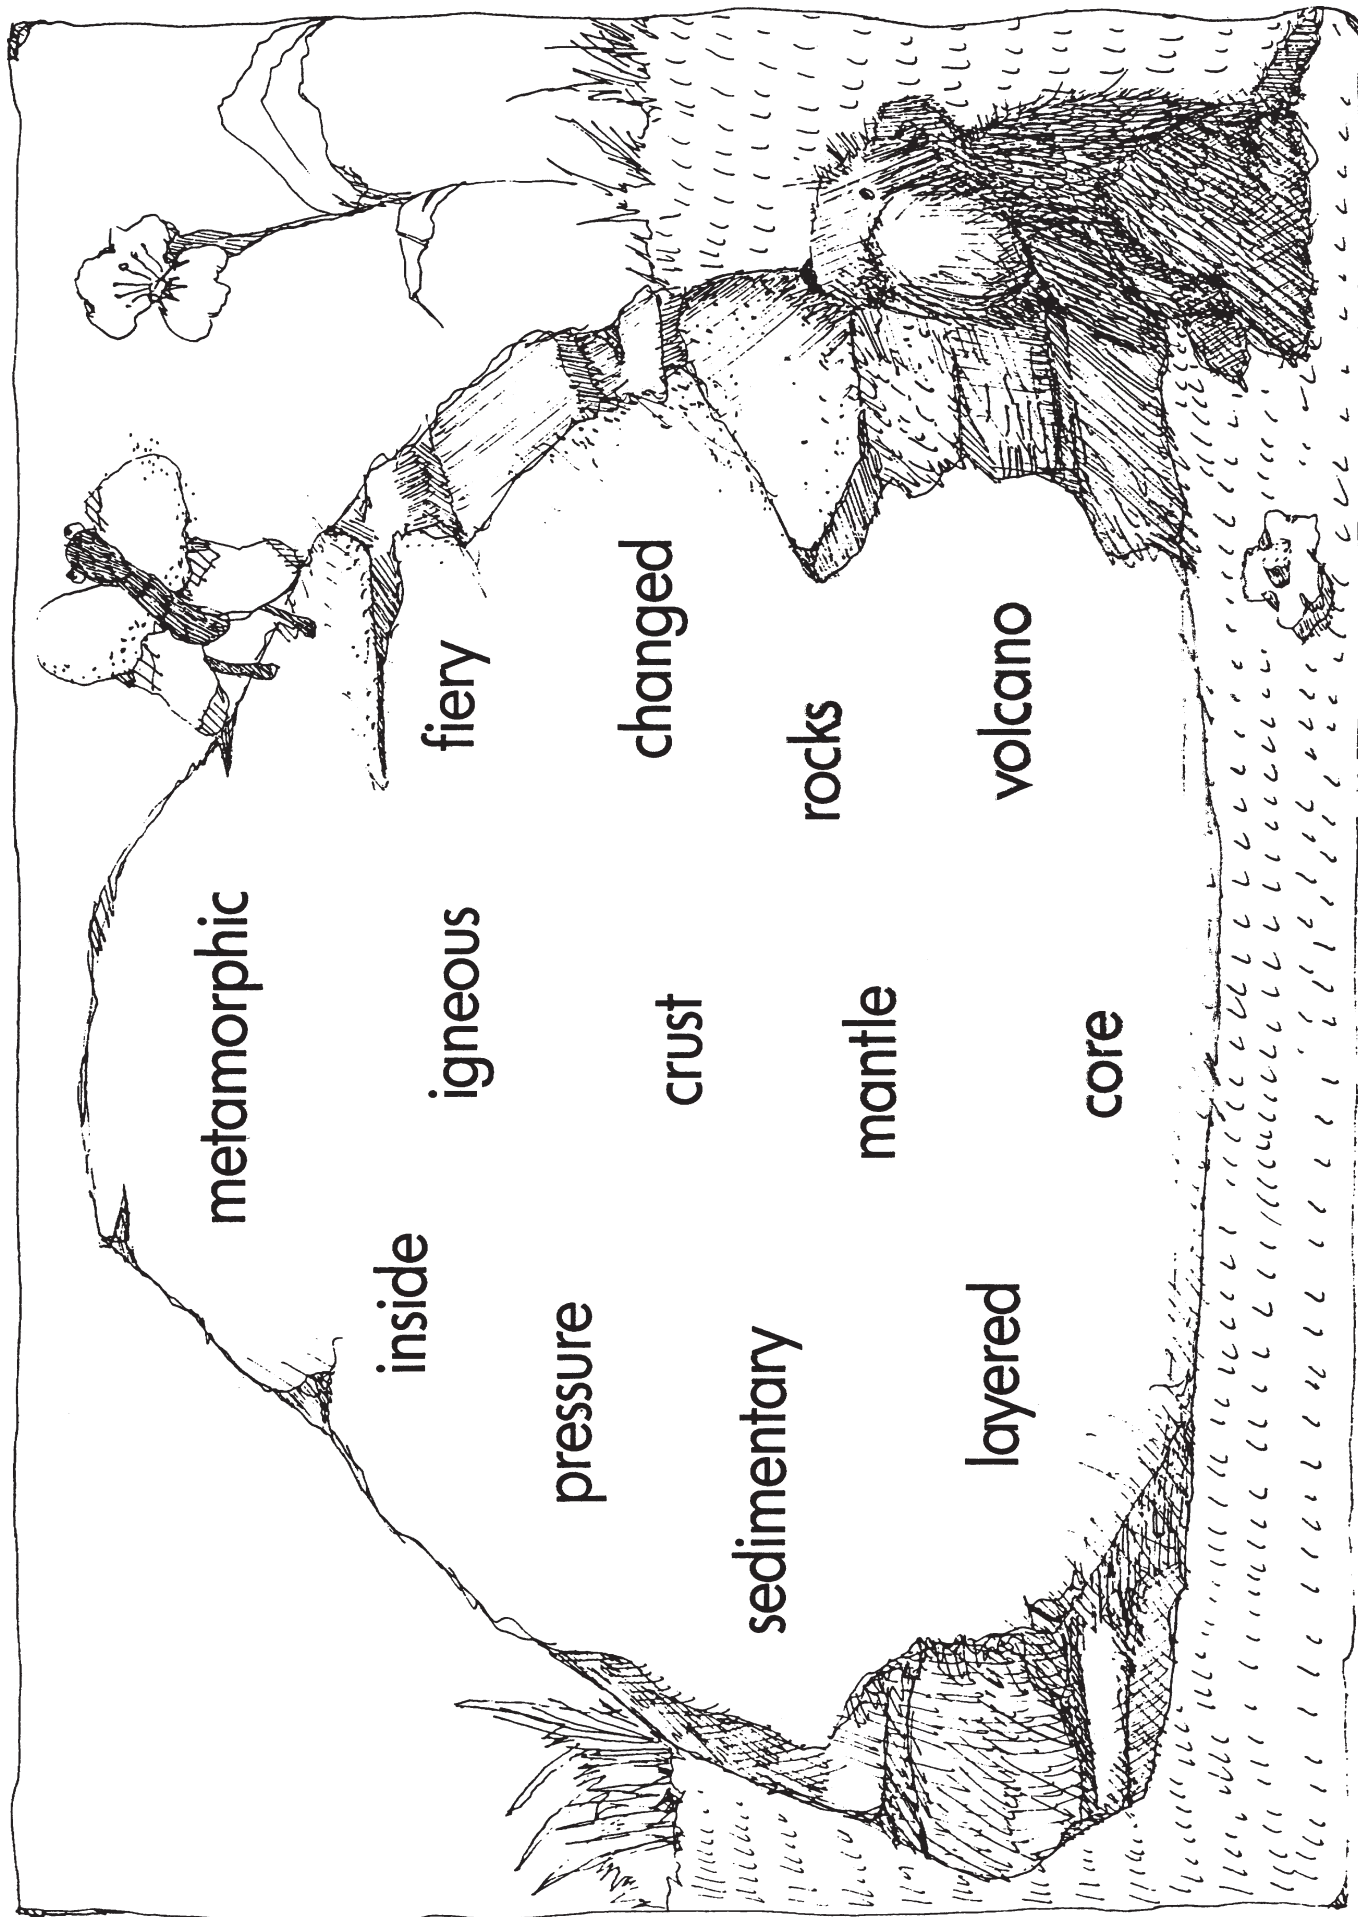 metamorphic
inside
igneous
fiery
pressure
crust
changed
sedimentary
mantle
rocks
layered
volcano
core